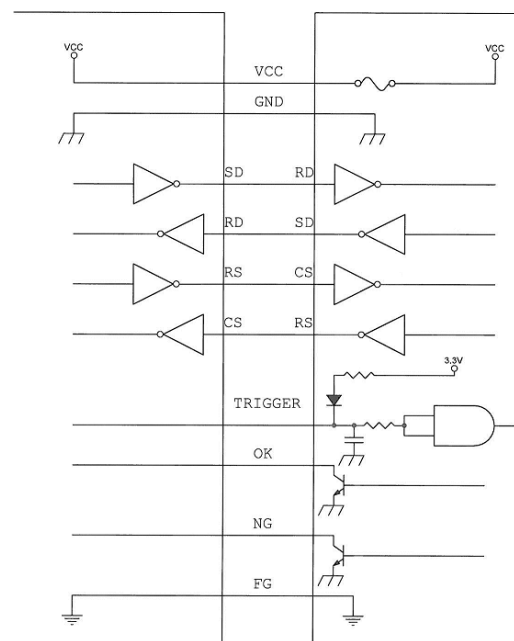 VCC VCC
VCC
GND
SD RD
RD SD
RS CS
CS RS
3.3V
TRIGGER
OK
NG
FG